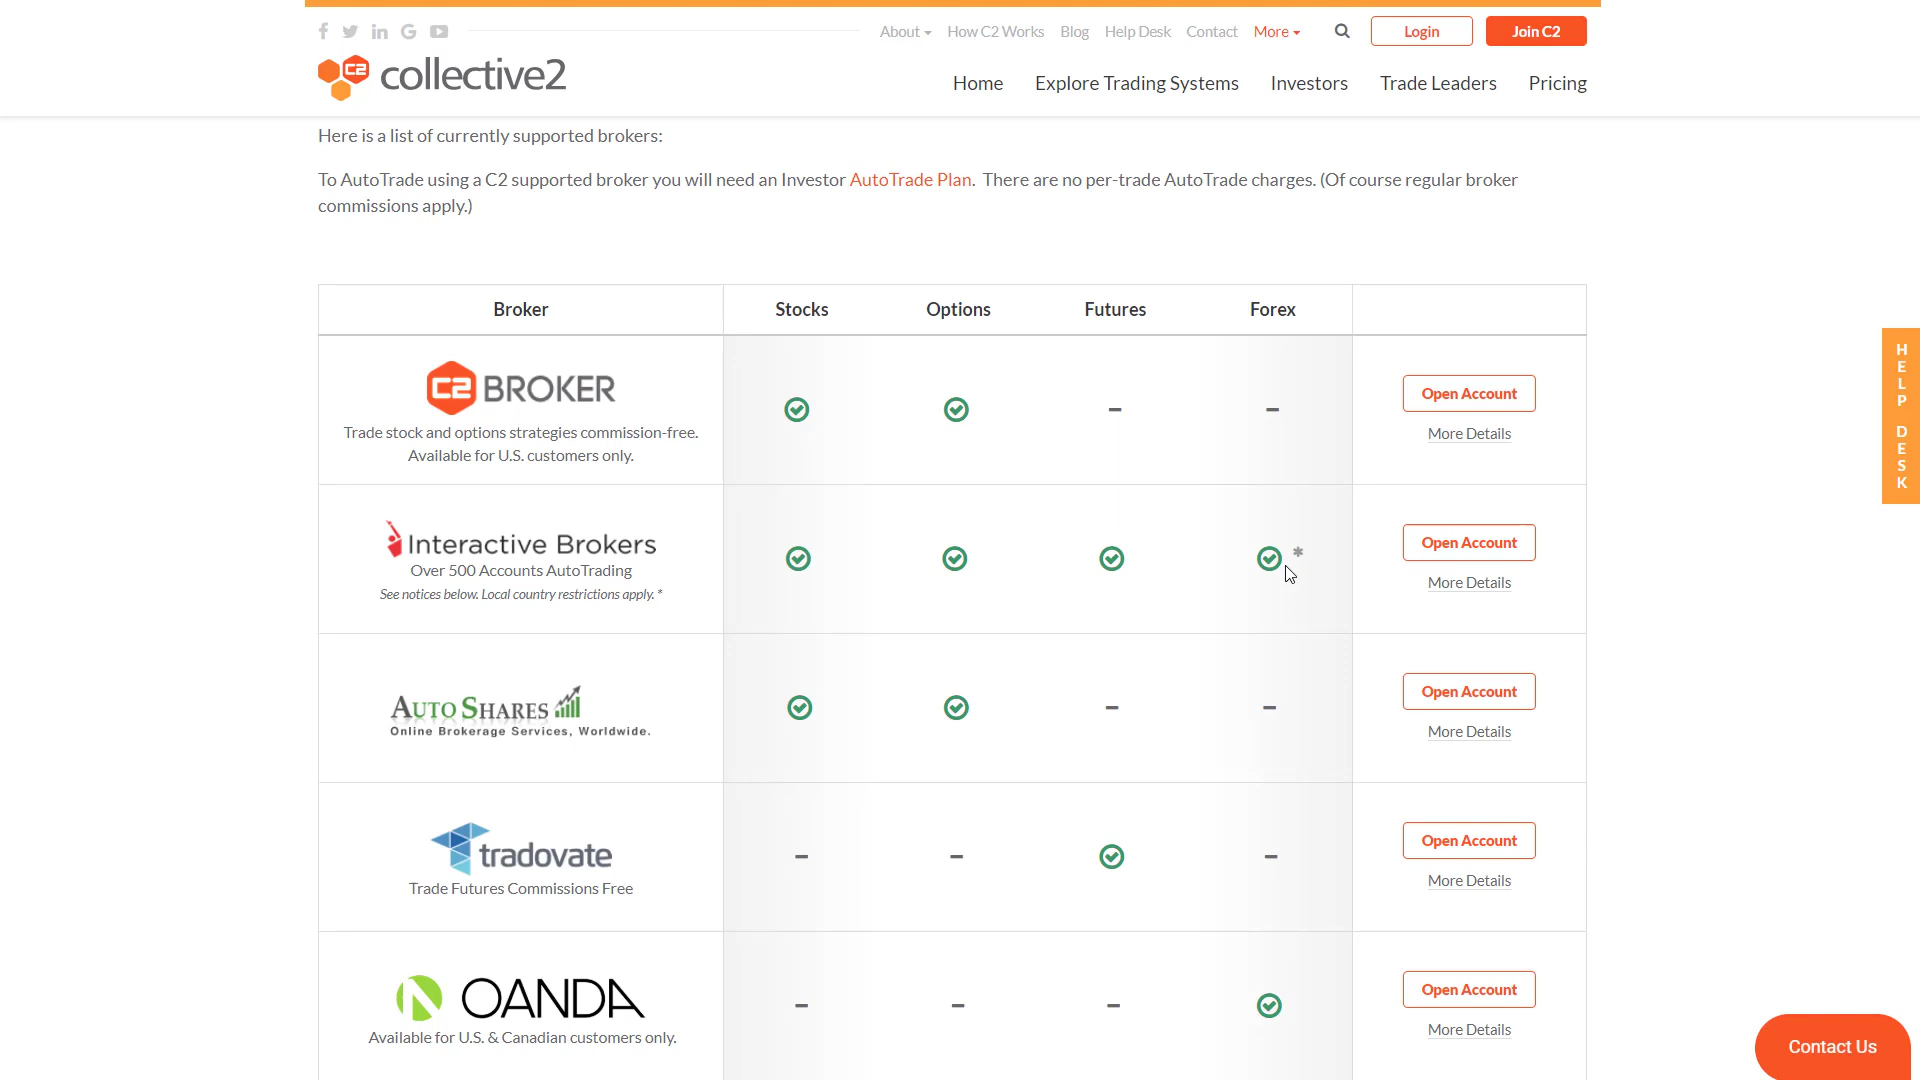 About
How C2 Works
Blog
Help Desk
Contact
More
Login
Join C2
C2 collective2
Home
Explore Trading Systems
Investors
Trade Leaders
Pricing
Here is a list of currently supported brokers:
To AutoTrade using a C2 supported broker you will need an Investor AutoTrade Plan. There are no per-trade AutoTrade charges. (Of course regular broker
commissions apply.)
Broker
Stocks
Options
Futures
Forex
C2 BROKER
Trade stock and options strategies commission-free.
Available for U.S. customers only.
– –
Open Account
More Details
Interactive Brokers
Over 500 Accounts AutoTrading
See notices below. Local country restrictions apply. *
*
Open Account
More Details
AUTO SHARES
Online Brokerage Services, Worldwide.
– –
Open Account
More Details
tradovate
Trade Futures Commissions Free
– – –
Open Account
More Details
OANDA
Available for U.S. & Canadian customers only.
– – –
Open Account
More Details
HELP DESK
Contact Us